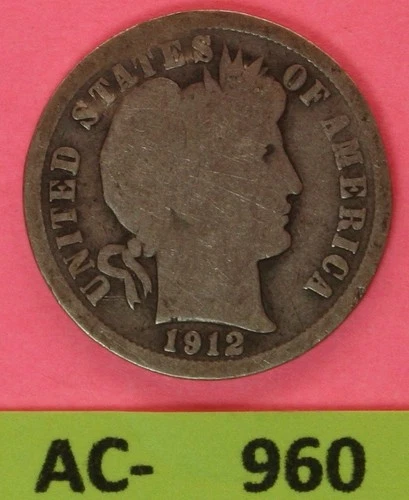 UNITED STATES OF AMERICA
1912
AC- 960